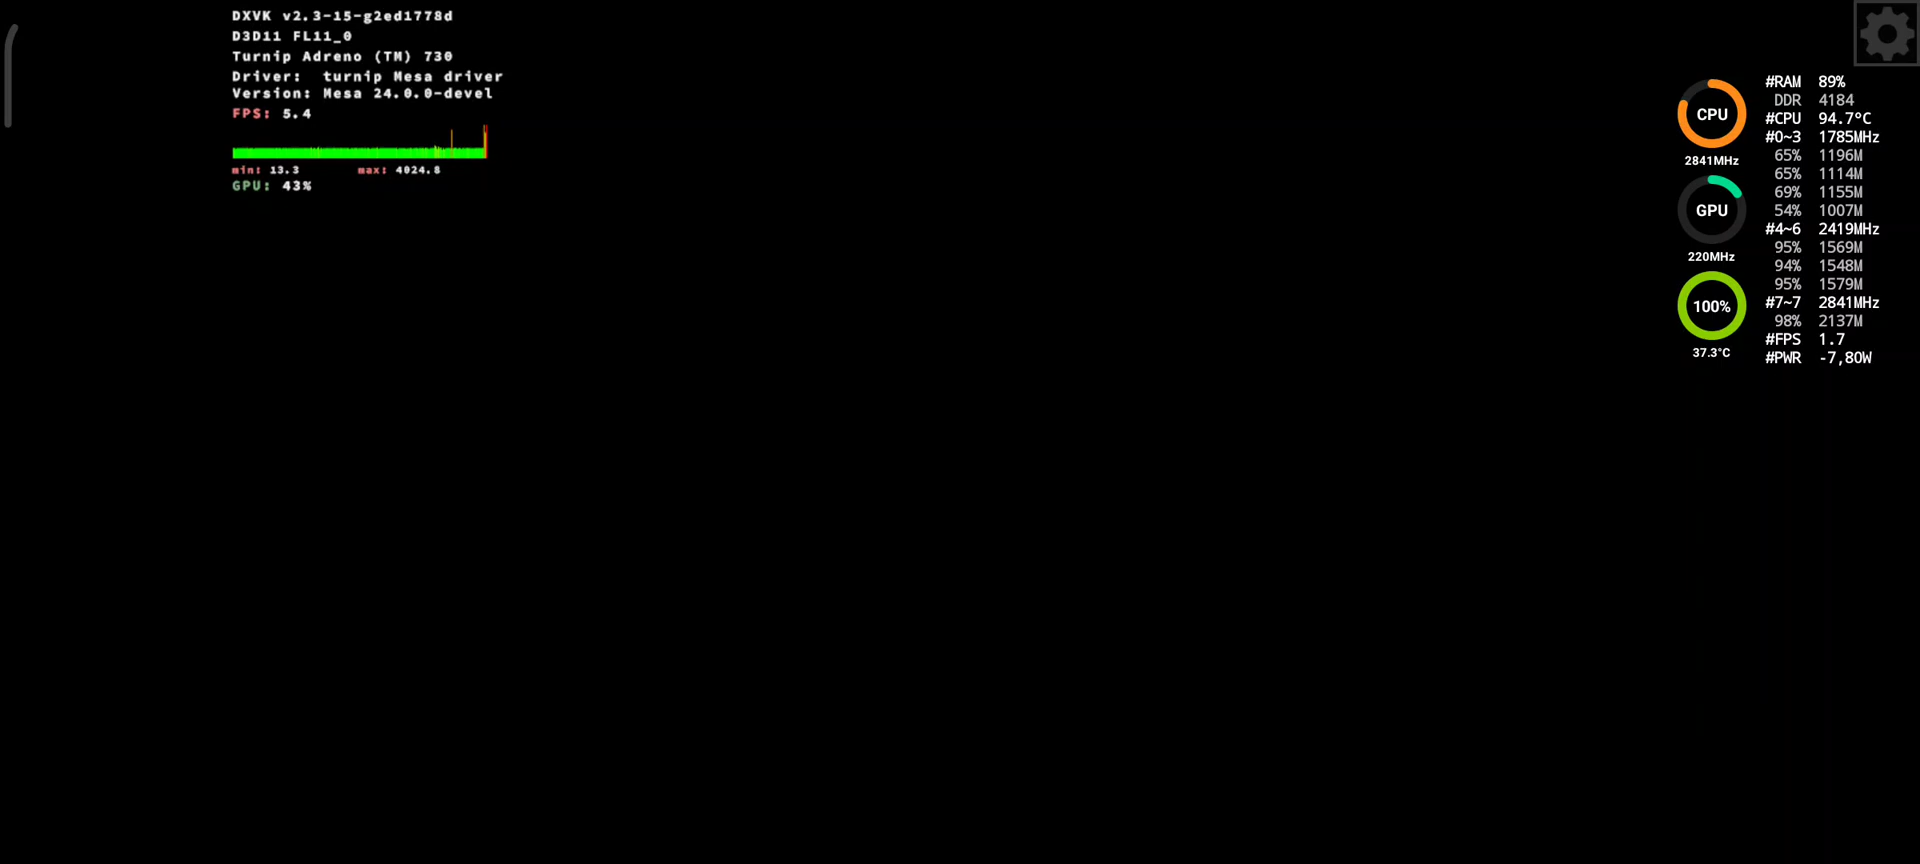 DXVK v2.3-15-g2ed1778d
D3D11 FL11_0
Turnip Adreno (TM) 730
Driver: turnip Mesa driver
Version: Mesa 24.0.0-devel
FPS: 5.4
min: 13.3 max: 4024.8
GPU: 43%
CPU
2841MHz
GPU
220MHz
100%
37.3°C
#RAM 89%
DDR 4184
#CPU 94.7°C
#0~3 1785MHz
65% 1196M
65% 1114M
69% 1155M
54% 1007M
#4~6 2419MHz
95% 1569M
94% 1548M
95% 1579M
#7~7 2841MHz
98% 2137M
#FPS 1.7
#PWR -7,80W